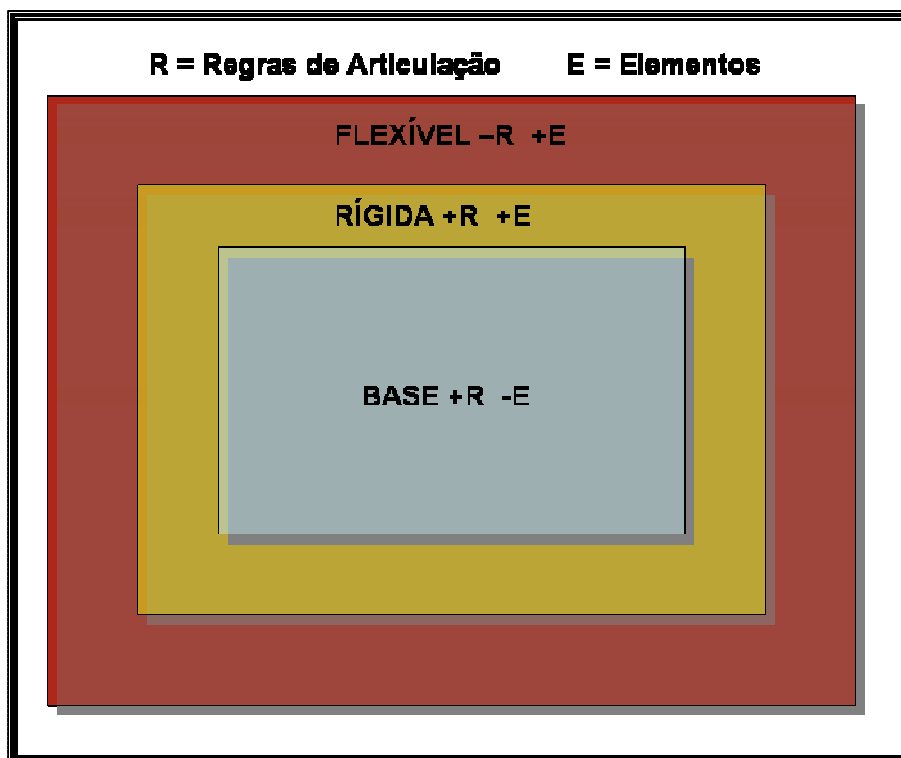 R = Regras de Articulação E = Elementos
FLEXÍVEL –R +E
RÍGIDA +R +E
BASE +R -E